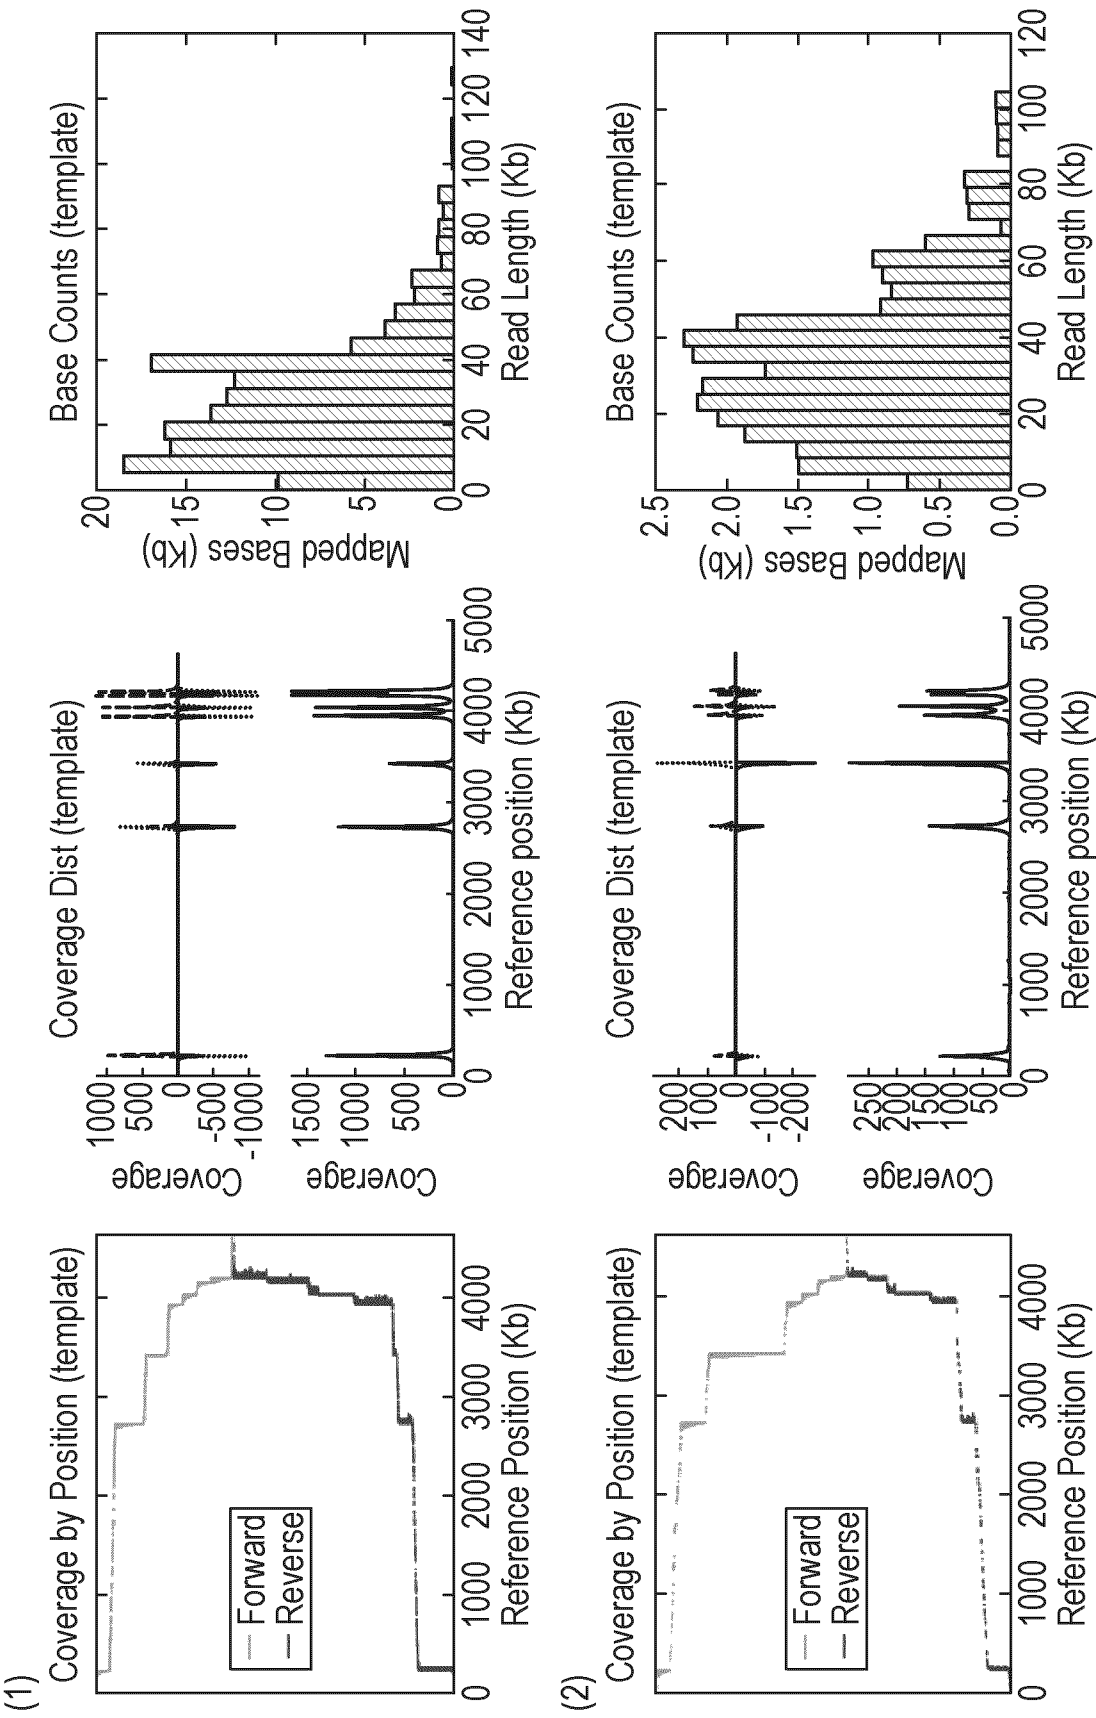 (1)
Coverage by Position (template)
Forward
Reverse
0 1000 2000 3000 4000
Reference Position (Kb)
Coverage Dist (template)
1000
500
0
-500
-1000
Coverage
1500
1000
500
0
Coverage
0 1000 2000 3000 4000 5000
Reference position (Kb)
Base Counts (template)
20
15
10
5
0
Mapped Bases (Kb)
0 20 40 60 80 100 120 140
Read Length (Kb)
(2)
Coverage by Position (template)
Forward
Reverse
0 1000 2000 3000 4000
Reference Position (Kb)
Coverage Dist (template)
200
100
0
-100
-200
Coverage
250
200
150
100
50
0
Coverage
0 1000 2000 3000 4000 5000
Reference position (Kb)
Base Counts (template)
2.5
2.0
1.5
1.0
0.5
0.0
Mapped Bases (Kb)
0 20 40 60 80 100 120
Read Length (Kb)